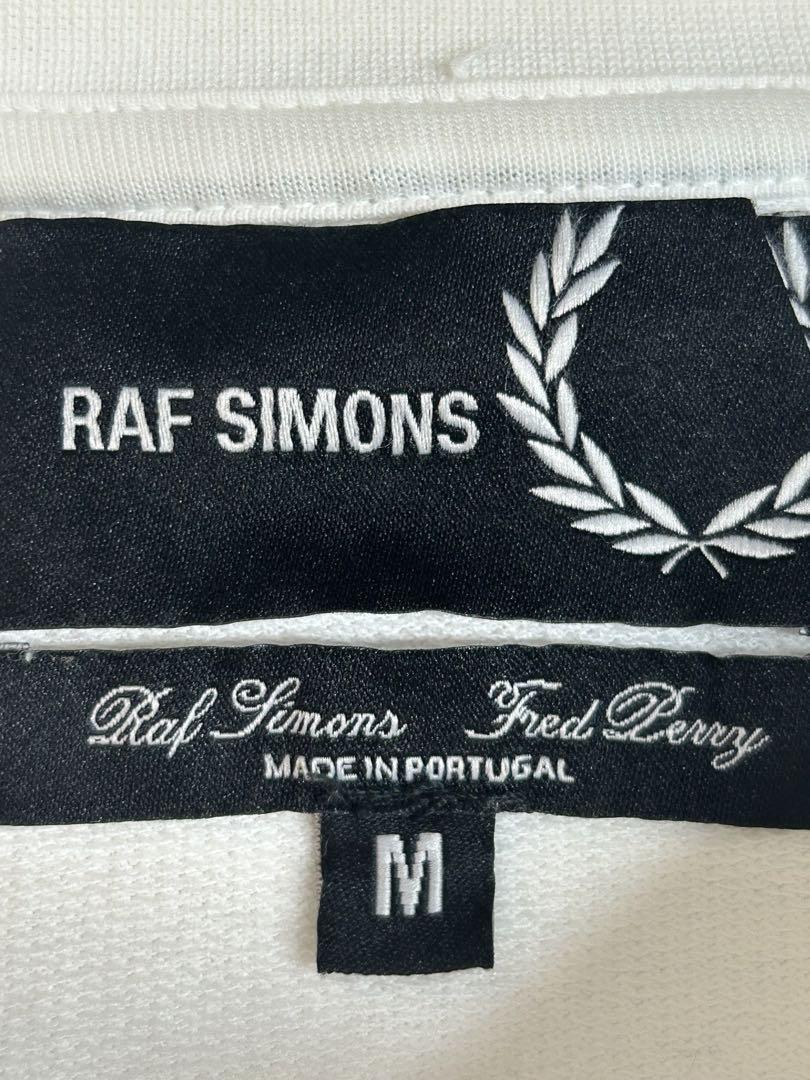 RAF SIMONS
Raf Simons Fred Perry
MADE IN PORTUGAL
M